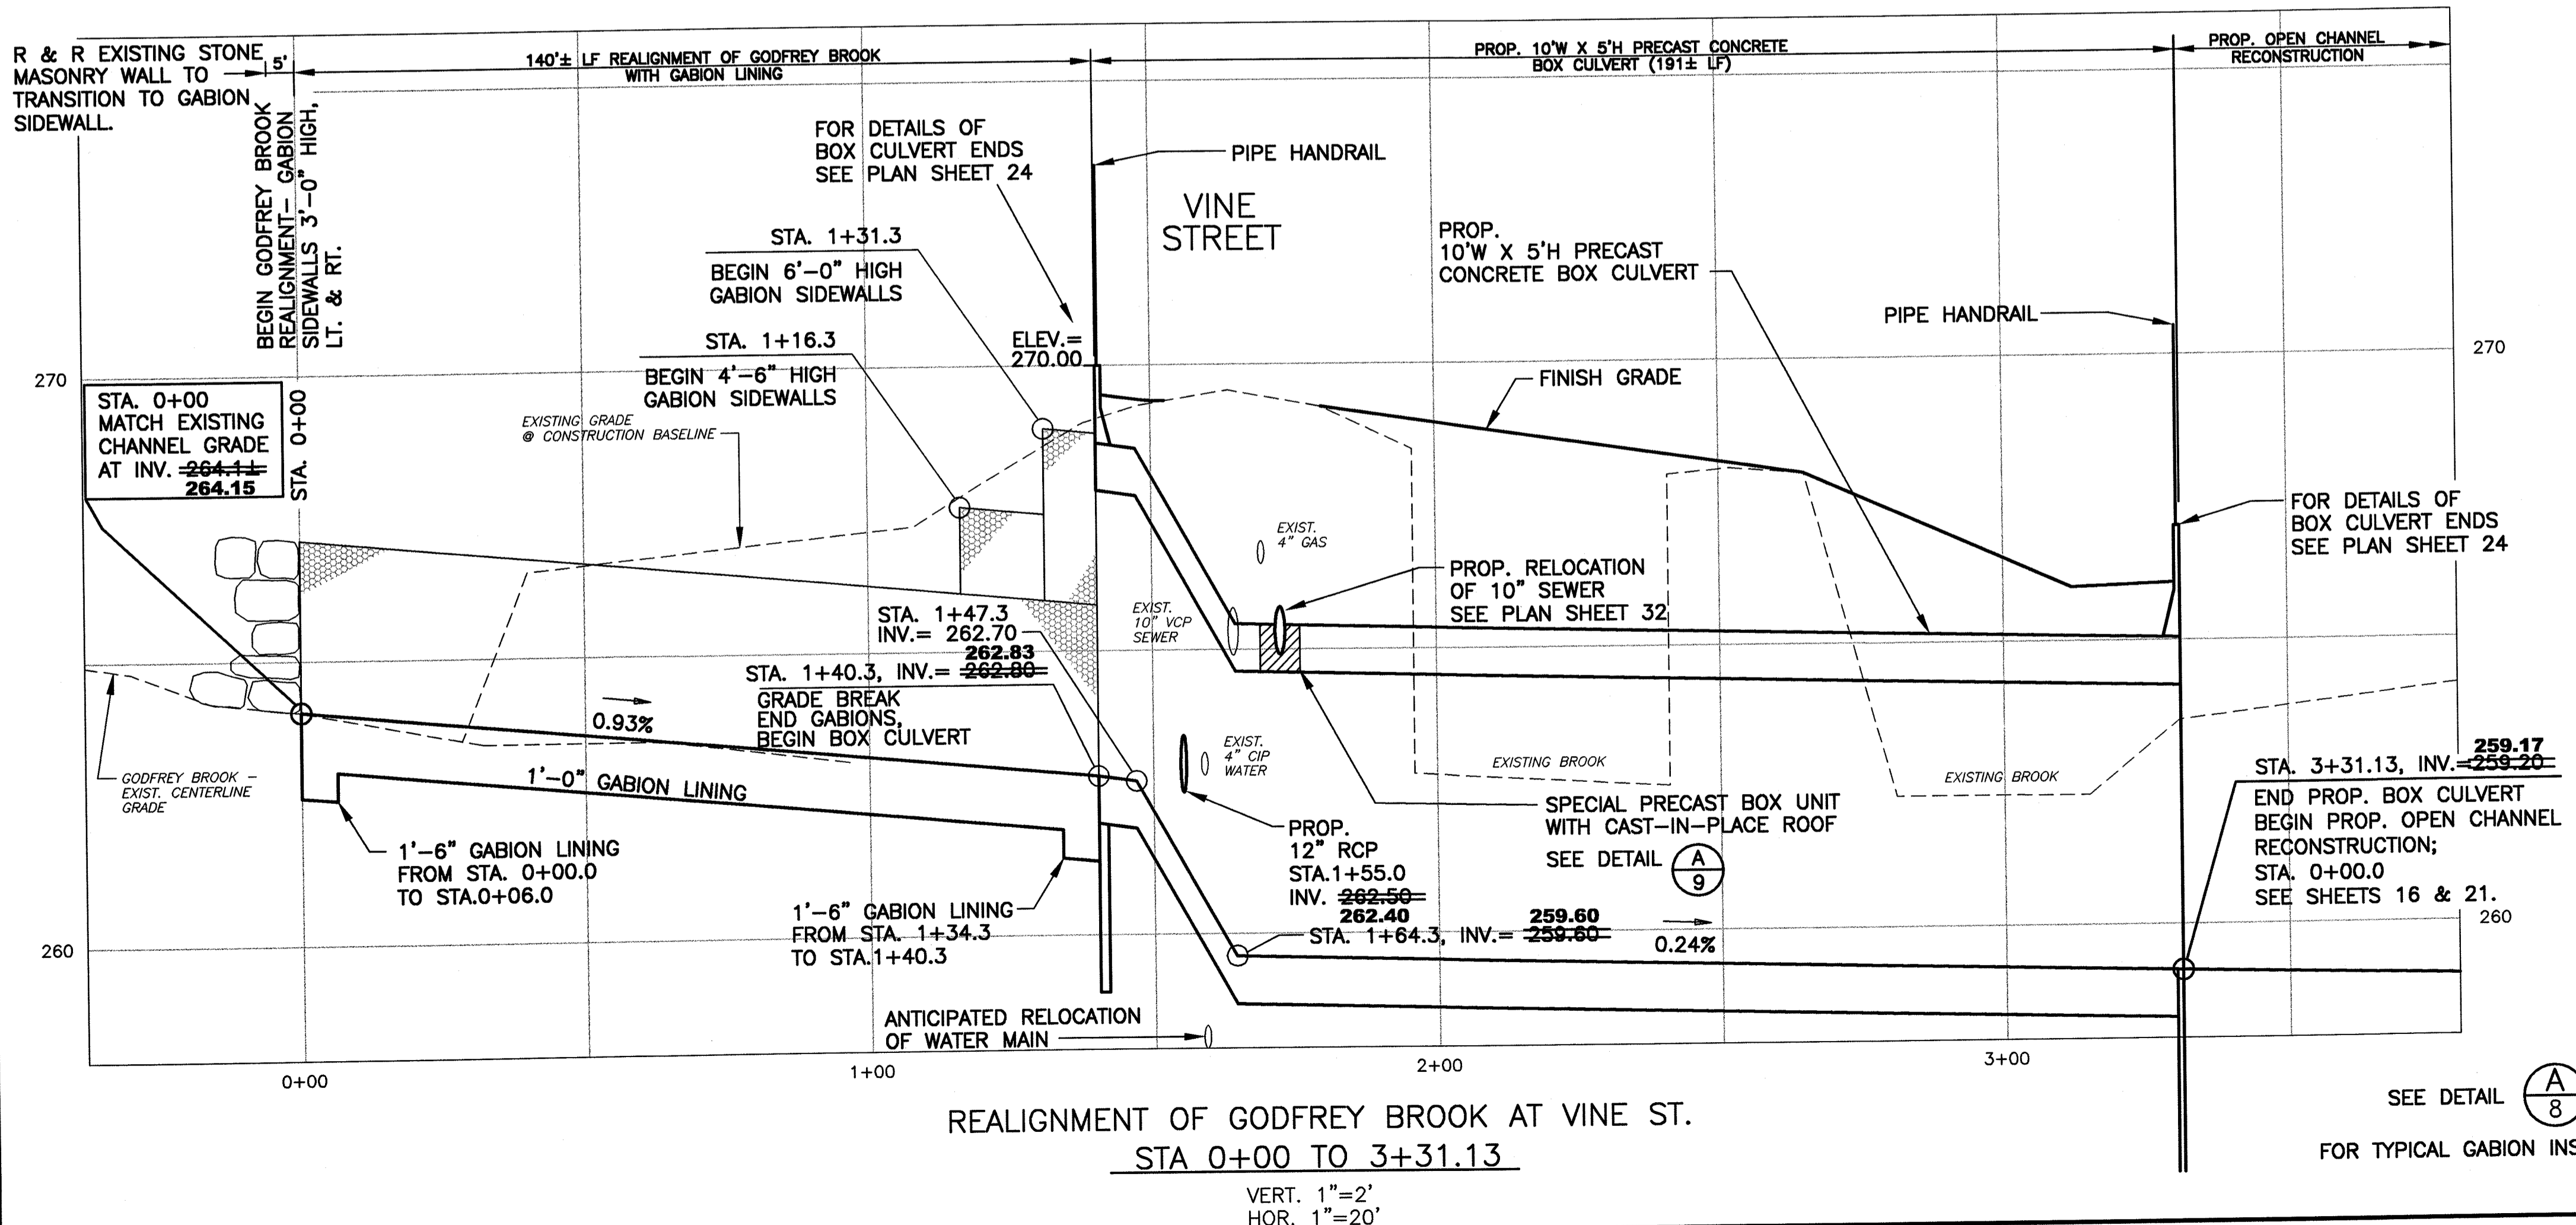 R & R EXISTING STONE
MASONRY WALL TO
TRANSITION TO GABION
SIDEWALL.
5'
140'± LF REALIGNMENT OF GODFREY BROOK
WITH GABION LINING
PROP. 10'W X 5'H PRECAST CONCRETE
BOX CULVERT (191± LF)
PROP. OPEN CHANNEL
RECONSTRUCTION
BEGIN GODFREY BROOK
REALIGNMENT- GABION
SIDEWALLS 3'-0" HIGH,
LT. & RT.
FOR DETAILS OF
BOX CULVERT ENDS
SEE PLAN SHEET 24
PIPE HANDRAIL
VINE
STREET
STA. 1+31.3
BEGIN 6'-0" HIGH
GABION SIDEWALLS
PROP.
10'W X 5'H PRECAST
CONCRETE BOX CULVERT
PIPE HANDRAIL
STA. 1+16.3
BEGIN 4'-6" HIGH
GABION SIDEWALLS
ELEV.=
270.00
270
270
FINISH GRADE
STA. 0+00
MATCH EXISTING
CHANNEL GRADE
AT INV. 264.1±
264.15
STA. 0+00
EXISTING GRADE
@ CONSTRUCTION BASELINE
EXIST.
4" GAS
FOR DETAILS OF
BOX CULVERT ENDS
SEE PLAN SHEET 24
PROP. RELOCATION
OF 10" SEWER
SEE PLAN SHEET 32
EXIST.
10" VCP
SEWER
STA. 1+47.3
INV.= 262.70
262.83
STA. 1+40.3, INV.= 262.80
GRADE BREAK
END GABIONS,
BEGIN BOX CULVERT
0.93%
1'-0" GABION LINING
GODFREY BROOK -
EXIST. CENTERLINE
GRADE
EXIST.
4" CIP
WATER
EXISTING BROOK
EXISTING BROOK
259.17
STA. 3+31.13, INV.=259.20
END PROP. BOX CULVERT
BEGIN PROP. OPEN CHANNEL
RECONSTRUCTION;
STA. 0+00.0
SEE SHEETS 16 & 21.
SPECIAL PRECAST BOX UNIT
WITH CAST-IN-PLACE ROOF
SEE DETAIL A
9
PROP.
12" RCP
STA.1+55.0
INV. 262.50
262.40
1'-6" GABION LINING
FROM STA. 0+00.0
TO STA.0+06.0
1'-6" GABION LINING
FROM STA. 1+34.3
TO STA.1+40.3
259.60
STA. 1+64.3, INV.= 259.60
0.24%
260
260
ANTICIPATED RELOCATION
OF WATER MAIN
0+00
1+00
2+00
3+00
SEE DETAIL A
8
FOR TYPICAL GABION INS
REALIGNMENT OF GODFREY BROOK AT VINE ST.
STA 0+00 TO 3+31.13
VERT. 1"=2'
HOR. 1"=20'